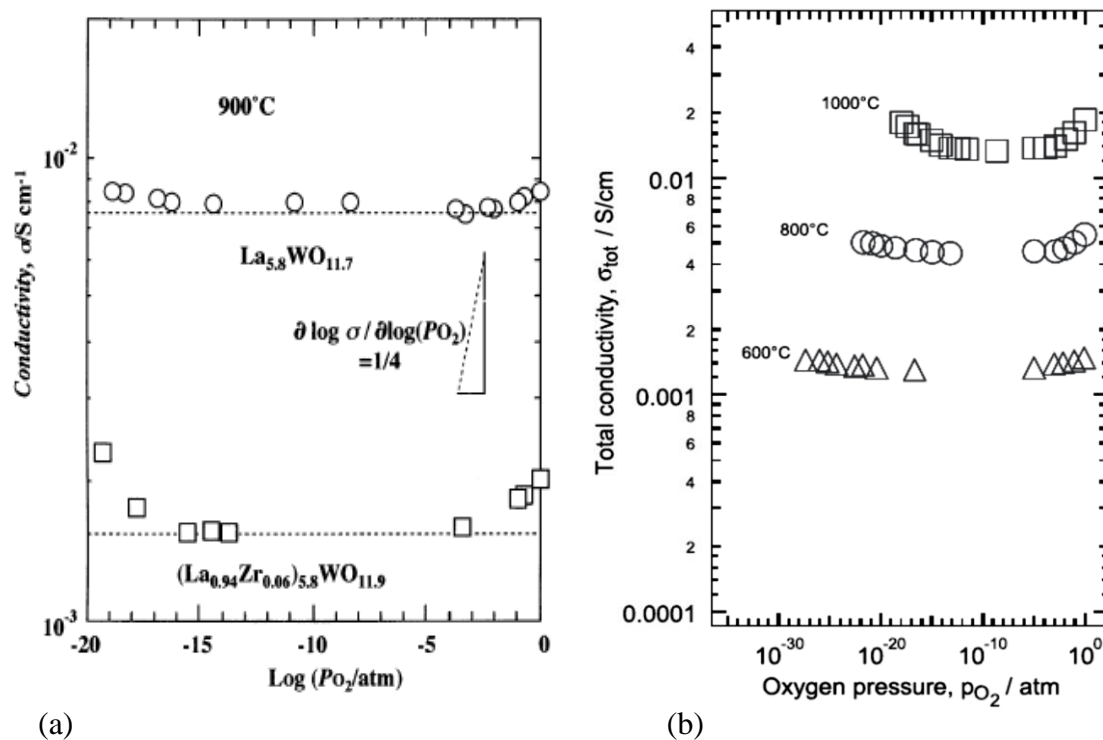 900°C
10⁻²
Conductivity, σ/S cm⁻¹
La₅.₈WO₁₁.₇
∂ log σ / ∂log(PO₂)
=1/4
(La₀.₉₄Zr₀.₀₆)₅.₈WO₁₁.₉
10⁻³
-20 -15 -10 -5 0
Log (PO₂/atm)
(a)
4
1000°C
2
0.01
8
6
800°C
4
2
600°C
0.001
8
6
4
2
0.0001
Total conductivity, σtot / S/cm
10⁻³⁰ 10⁻²⁰ 10⁻¹⁰ 10⁰
Oxygen pressure, pO₂ / atm
(b)